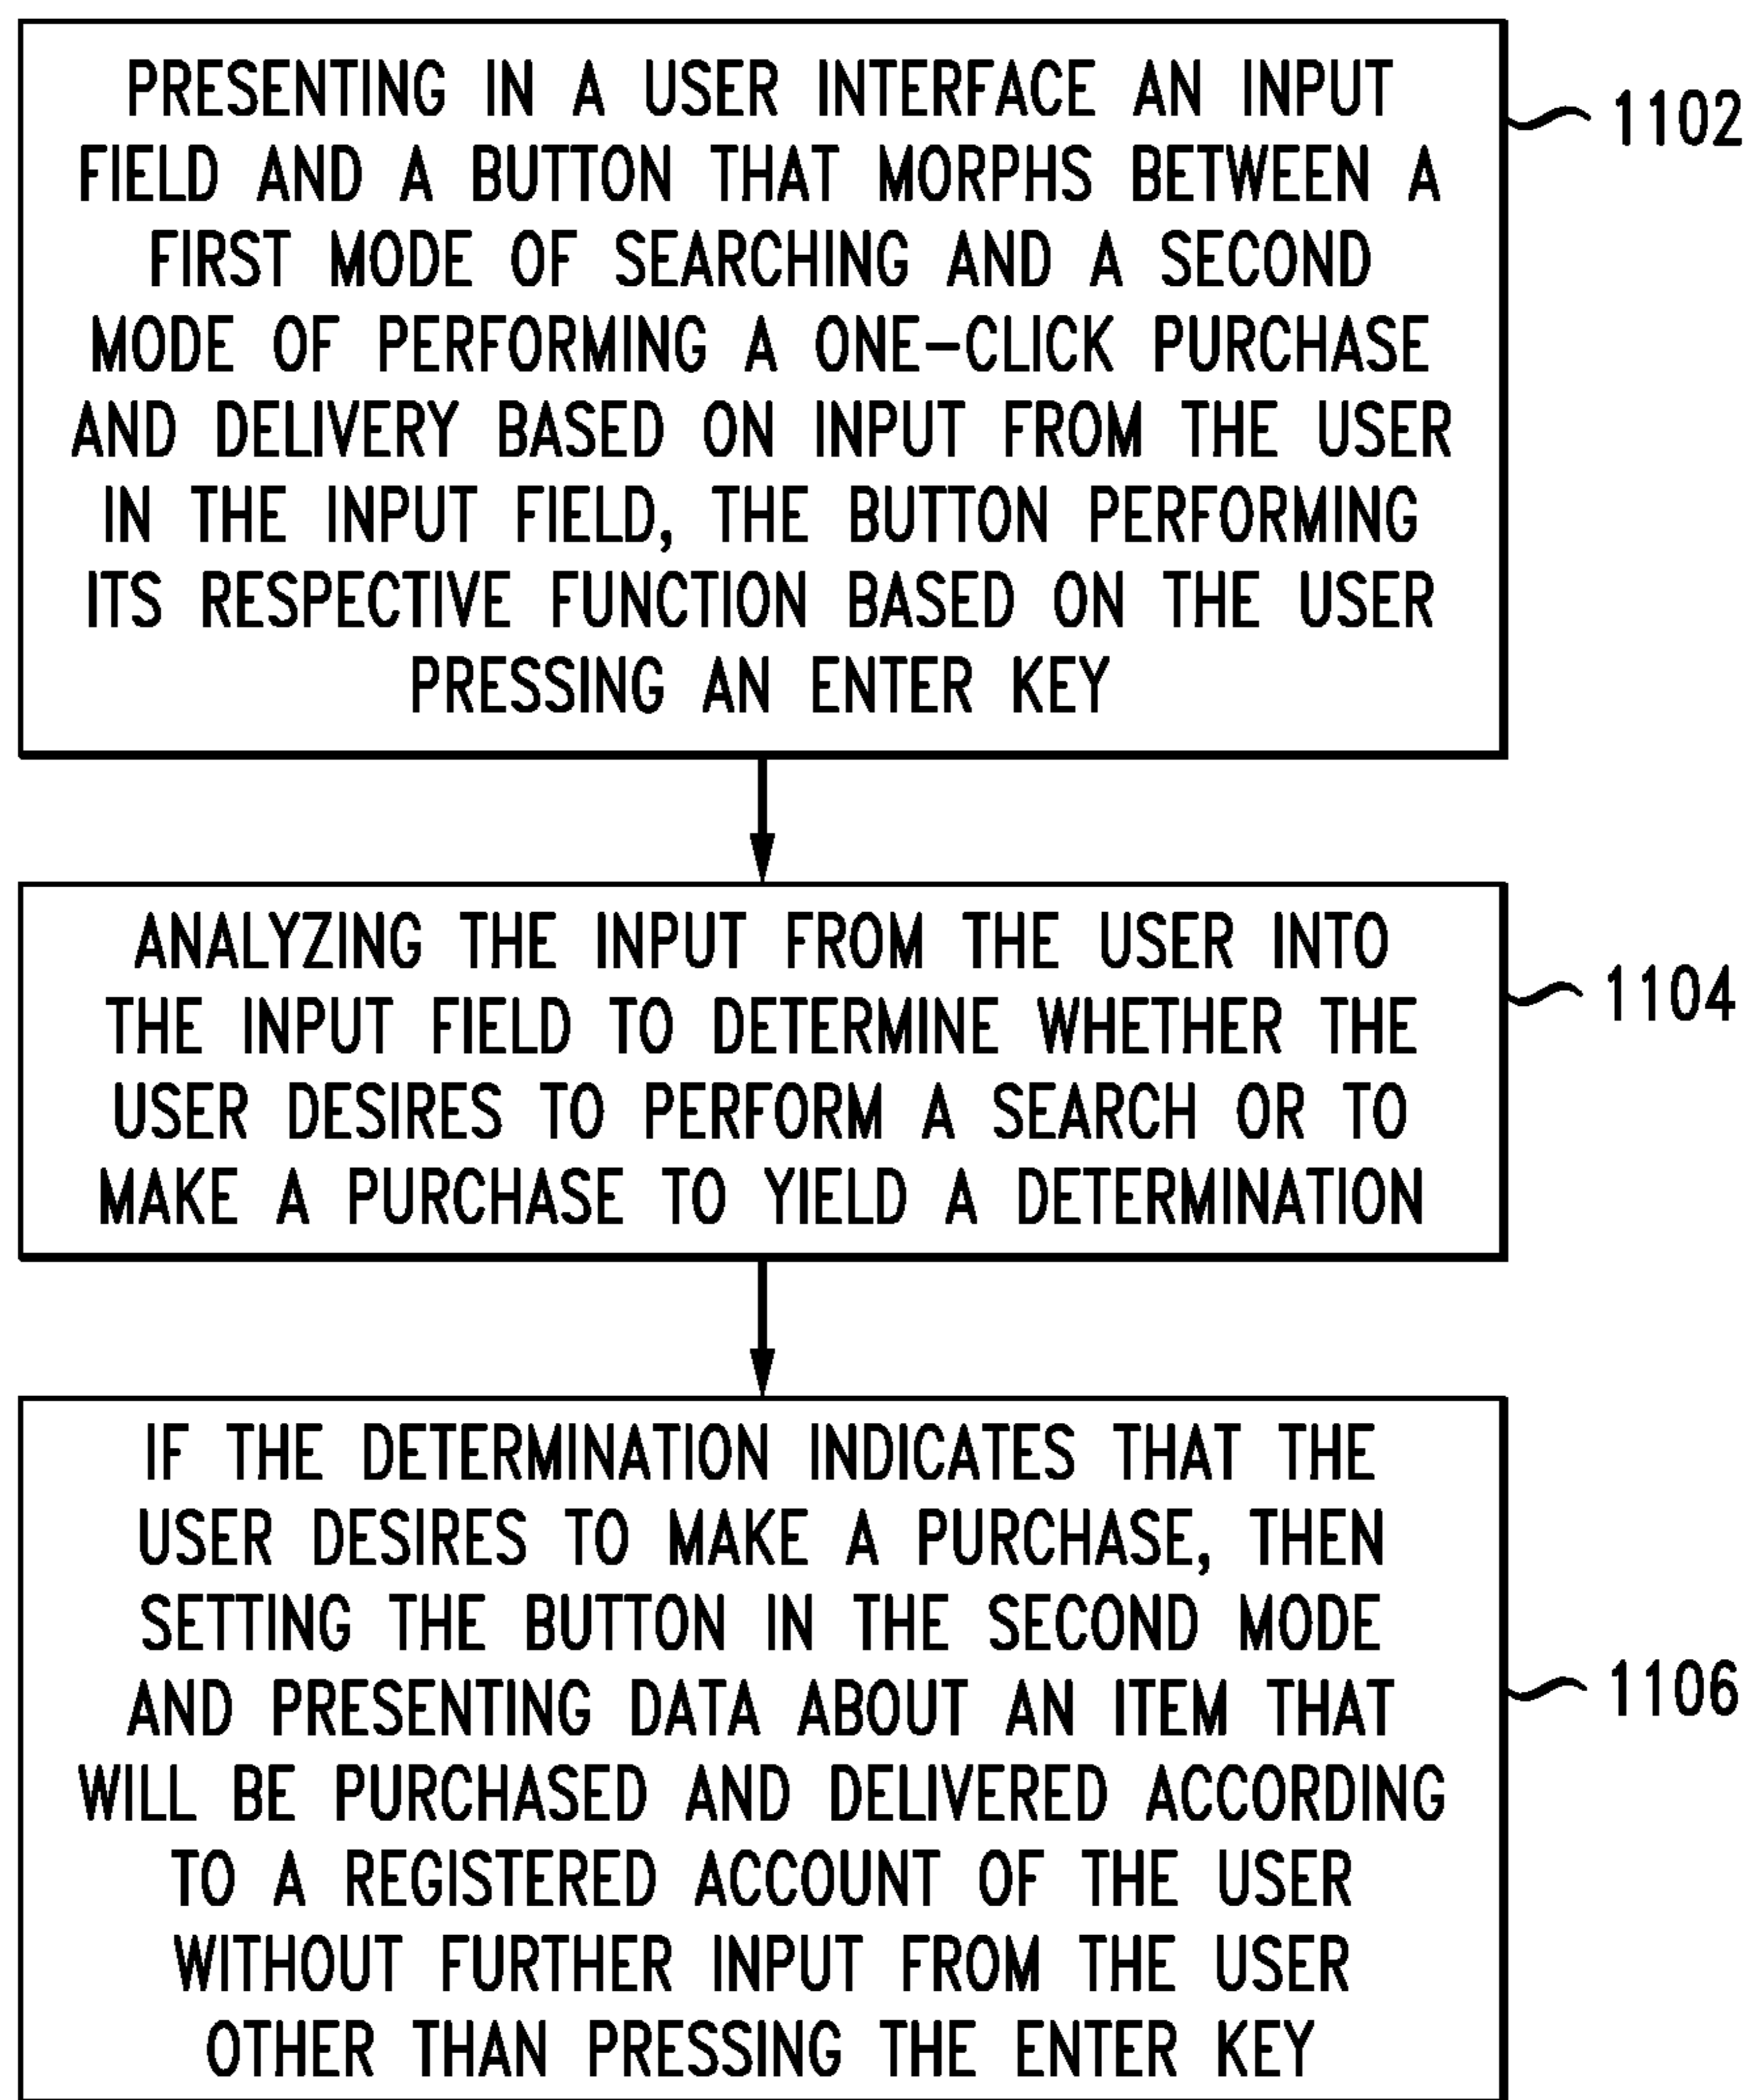 PRESENTING IN A USER INTERFACE AN INPUT
FIELD AND A BUTTON THAT MORPHS BETWEEN A
FIRST MODE OF SEARCHING AND A SECOND
MODE OF PERFORMING A ONE-CLICK PURCHASE
AND DELIVERY BASED ON INPUT FROM THE USER
IN THE INPUT FIELD, THE BUTTON PERFORMING
ITS RESPECTIVE FUNCTION BASED ON THE USER
PRESSING AN ENTER KEY
1102
ANALYZING THE INPUT FROM THE USER INTO
THE INPUT FIELD TO DETERMINE WHETHER THE
USER DESIRES TO PERFORM A SEARCH OR TO
MAKE A PURCHASE TO YIELD A DETERMINATION
1104
IF THE DETERMINATION INDICATES THAT THE
USER DESIRES TO MAKE A PURCHASE, THEN
SETTING THE BUTTON IN THE SECOND MODE
AND PRESENTING DATA ABOUT AN ITEM THAT
WILL BE PURCHASED AND DELIVERED ACCORDING
TO A REGISTERED ACCOUNT OF THE USER
WITHOUT FURTHER INPUT FROM THE USER
OTHER THAN PRESSING THE ENTER KEY
1106